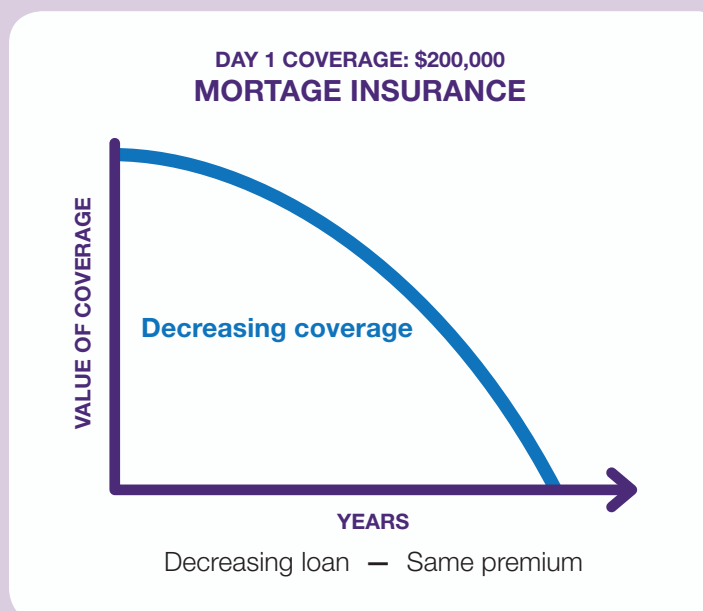 DAY 1 COVERAGE: $200,000
MORTAGE INSURANCE
VALUE OF COVERAGE
Decreasing coverage
YEARS
Decreasing loan — Same premium